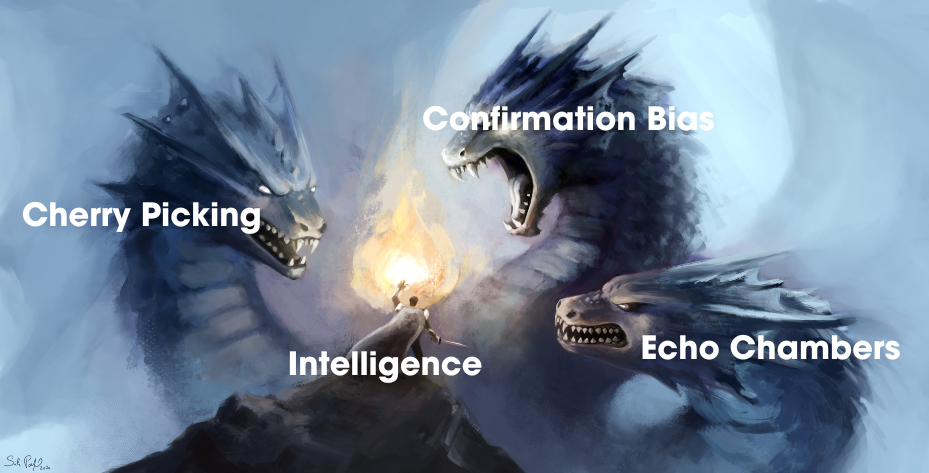 Confirmation Bias
Cherry Picking
Echo Chambers
Intelligence